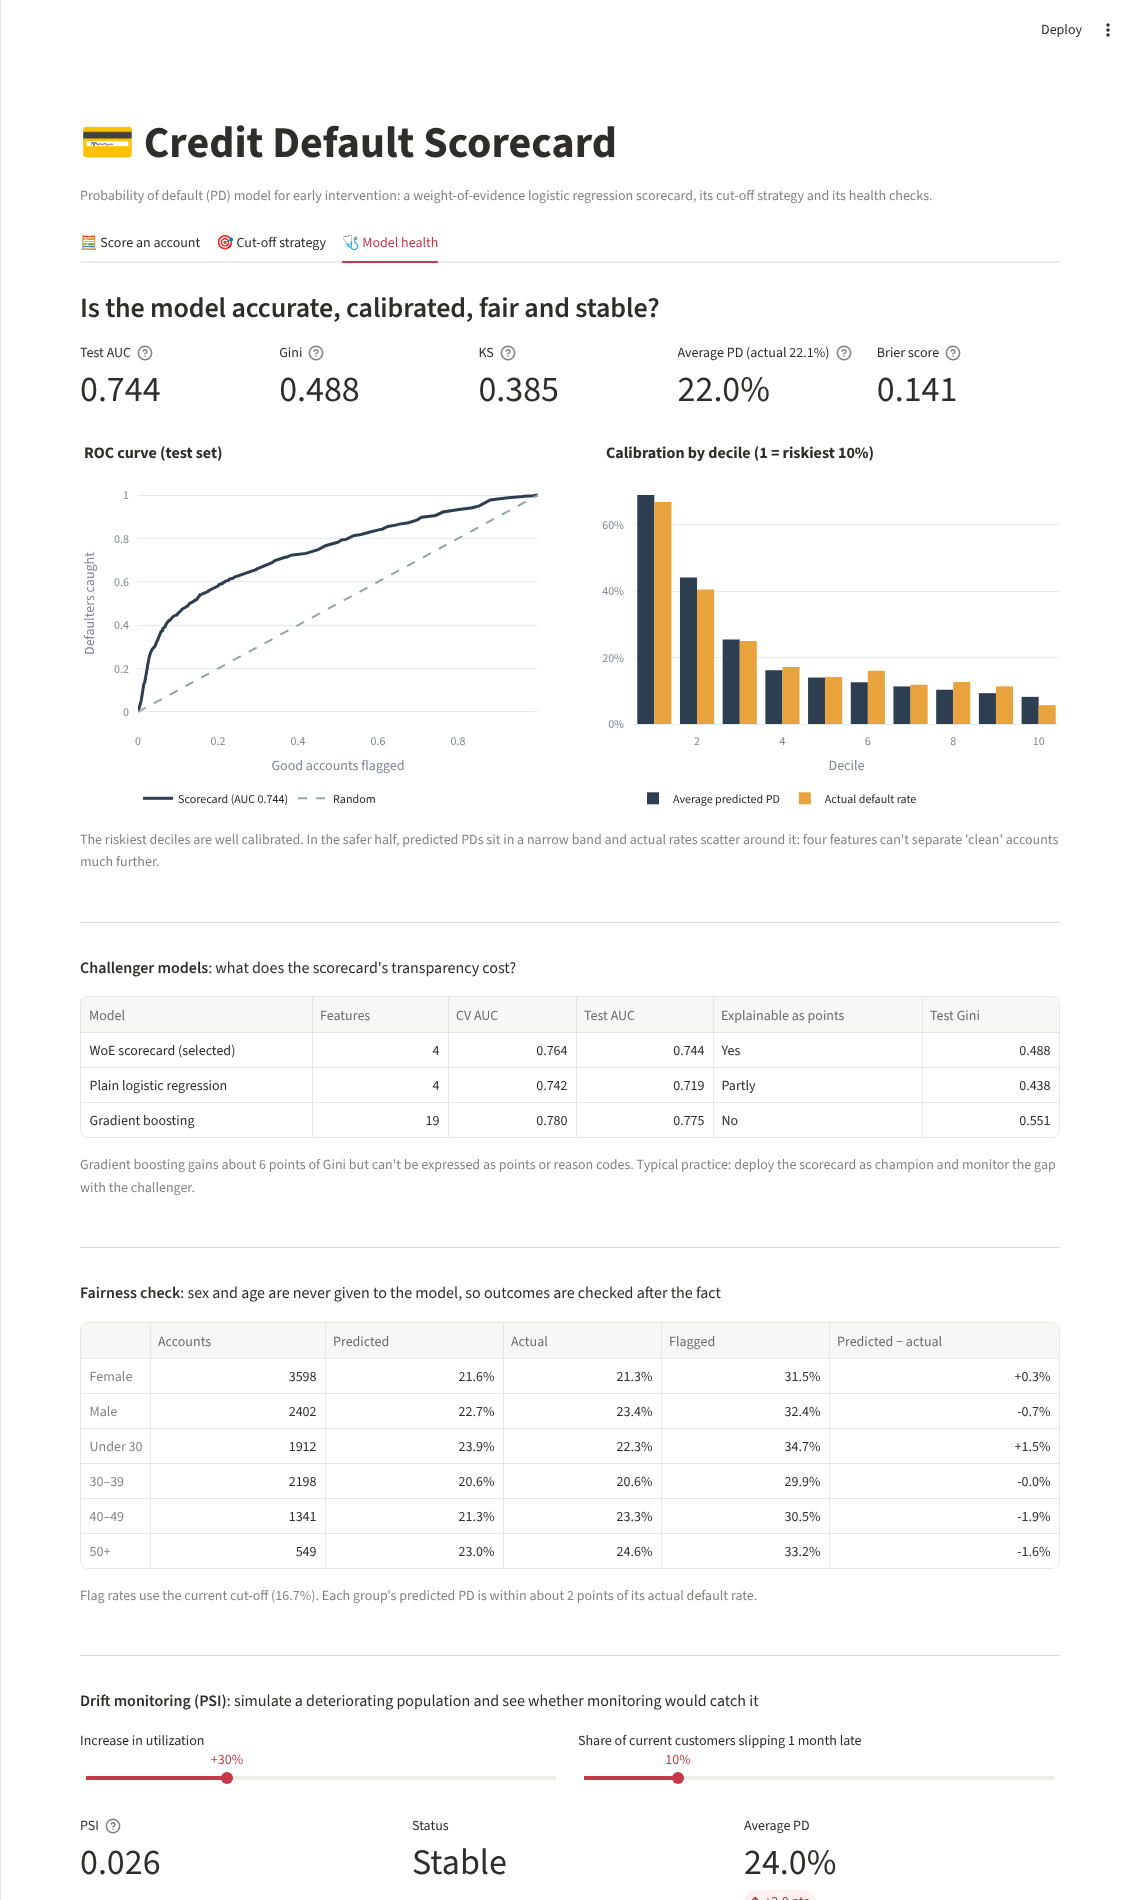 Deploy
Credit Default Scorecard
Probability of default (PD) model for early intervention: a weight-of-evidence logistic regression scorecard, its cut-off strategy and its health checks.
Score an account Cut-off strategy Model health
Is the model accurate, calibrated, fair and stable?
Test AUC Gini KS Average PD (actual 22.1%) Brier score
0.744 0.488 0.385 22.0% 0.141
ROC curve (test set)
1
0.8
0.6
0.4
0.2
0
Defaulters caught
0 0.2 0.4 0.6 0.8
Good accounts flagged
Scorecard (AUC 0.744) Random
Calibration by decile (1 = riskiest 10%)
60%
40%
20%
0%
2 4 6 8 10
Decile
Average predicted PD Actual default rate
The riskiest deciles are well calibrated. In the safer half, predicted PDs sit in a narrow band and actual rates scatter around it: four features can't separate 'clean' accounts
much further.
Challenger models: what does the scorecard's transparency cost?
Model Features CV AUC Test AUC Explainable as points Test Gini
WoE scorecard (selected) 4 0.764 0.744 Yes 0.488
Plain logistic regression 4 0.742 0.719 Partly 0.438
Gradient boosting 19 0.780 0.775 No 0.551
Gradient boosting gains about 6 points of Gini but can't be expressed as points or reason codes. Typical practice: deploy the scorecard as champion and monitor the gap
with the challenger.
Fairness check: sex and age are never given to the model, so outcomes are checked after the fact
Accounts Predicted Actual Flagged Predicted − actual
Female 3598 21.6% 21.3% 31.5% +0.3%
Male 2402 22.7% 23.4% 32.4% -0.7%
Under 30 1912 23.9% 22.3% 34.7% +1.5%
30–39 2198 20.6% 20.6% 29.9% -0.0%
40–49 1341 21.3% 23.3% 30.5% -1.9%
50+ 549 23.0% 24.6% 33.2% -1.6%
Flag rates use the current cut-off (16.7%). Each group's predicted PD is within about 2 points of its actual default rate.
Drift monitoring (PSI): simulate a deteriorating population and see whether monitoring would catch it
Increase in utilization Share of current customers slipping 1 month late
+30% 10%
PSI Status Average PD
0.026 Stable 24.0%